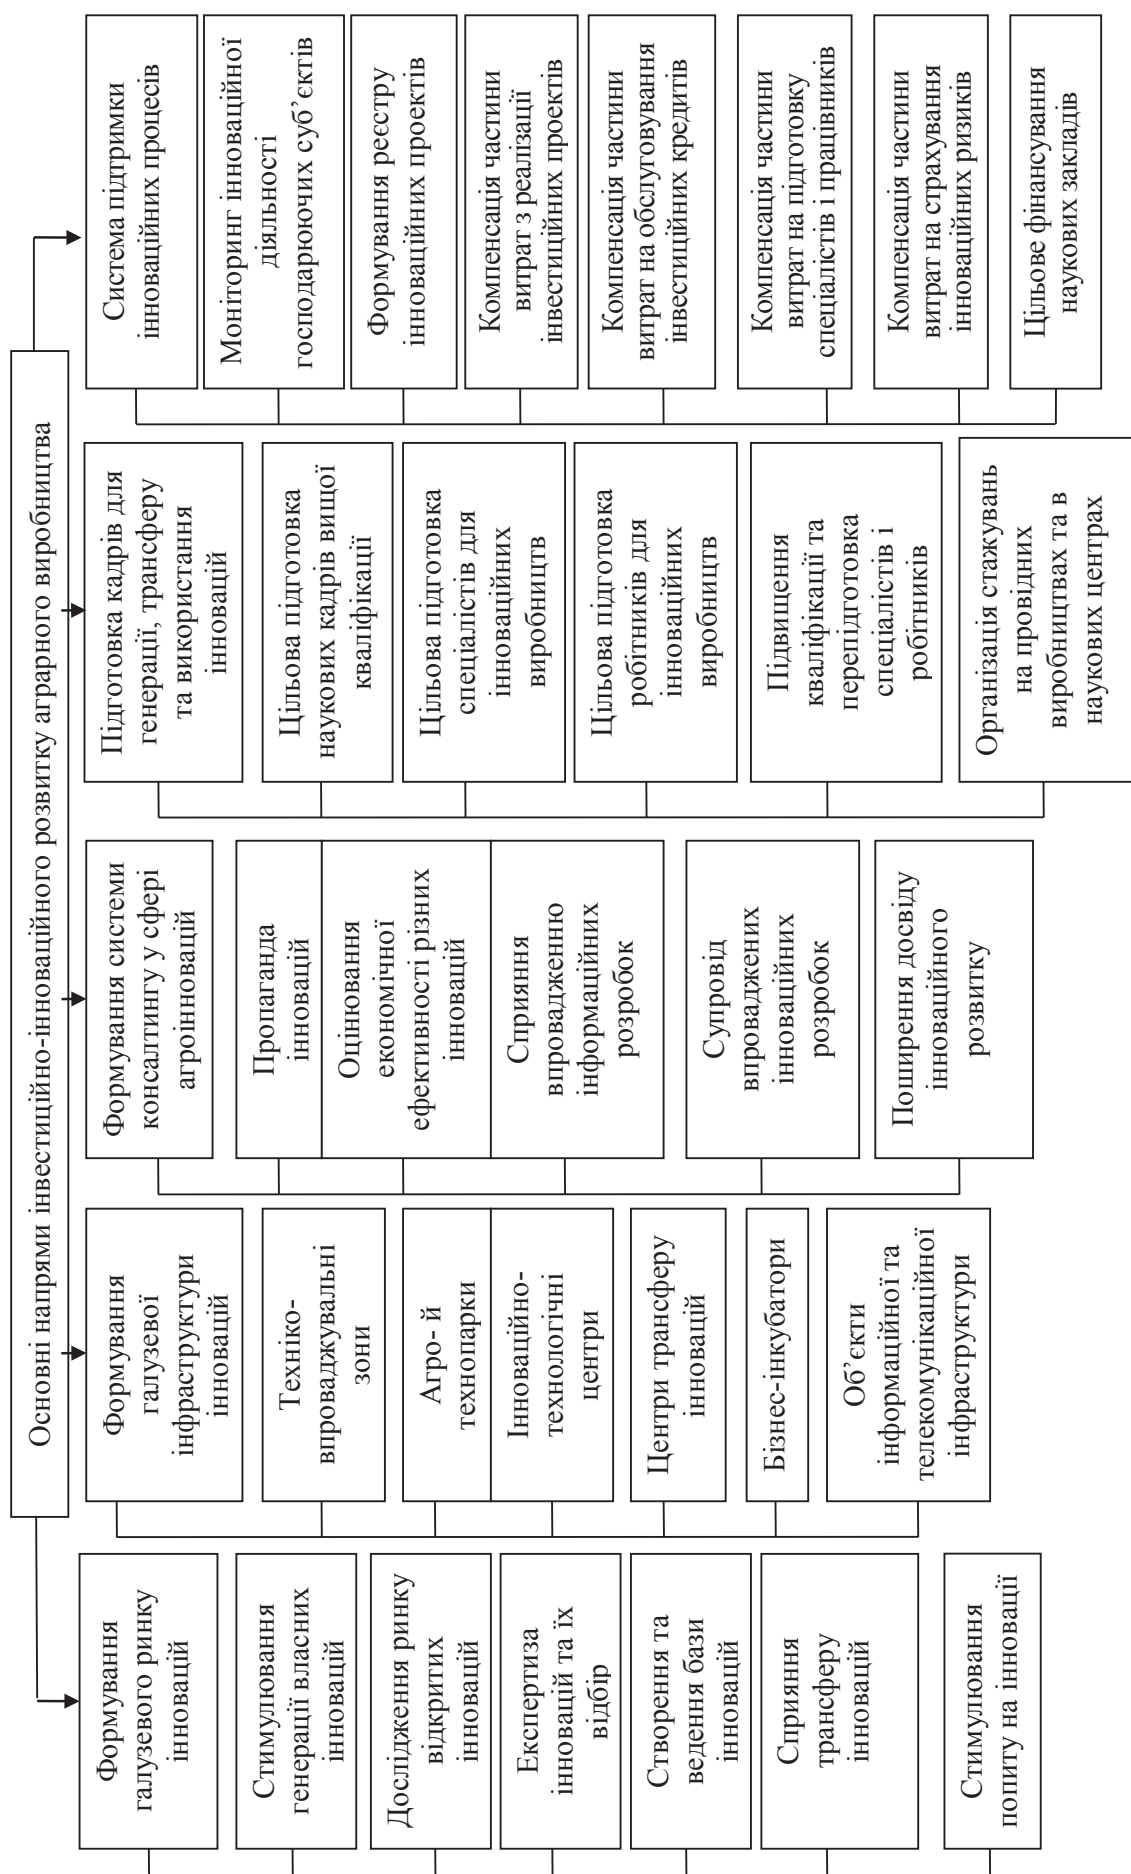 Основні напрями інвестиційно-інноваційного розвитку аграрного виробництва
Формування
галузевого ринку
інновацій
Стимулювання
генерації власних
інновацій
Дослідження ринку
відкритих
інновацій
Експертиза
інновацій та їх
відбір
Створення та
ведення бази
інновацій
Сприяння
трансферу
інновацій
Стимулювання
попиту на інновації
Формування
галузевої
інфраструктури
інновацій
Техніко-
впроваджувальні
зони
Агро- й
технопарки
Інноваційно-
технологічні
центри
Центри трансферу
інновацій
Бізнес-інкубатори
Об’єкти
інформаційної та
телекомунікаційної
інфраструктури
Формування системи
консалтингу у сфері
агроінновацій
Пропаганда
інновацій
Оцінювання
економічної
ефективності різних
інновацій
Сприяння
впровадженню
інформаційних
розробок
Супровід
впроваджених
інноваційних
розробок
Поширення досвіду
інноваційного
розвитку
Підготовка кадрів для
генерації, трансферу
та використання
інновацій
Цільова підготовка
наукових кадрів вищої
кваліфікації
Цільова підготовка
спеціалістів для
інноваційних
виробництв
Цільова підготовка
робітників для
інноваційних
виробництв
Підвищення
кваліфікації та
перепідготовка
спеціалістів і
робітників
Організація стажувань
на провідних
виробництвах та в
наукових центрах
Система підтримки
інноваційних процесів
Моніторинг інноваційної
діяльності
господарюючих суб’єктів
Формування реєстру
інноваційних проектів
Компенсація частини
витрат з реалізації
інвестиційних проектів
Компенсація частини
витрат на обслуговування
інвестиційних кредитів
Компенсація частини
витрат на підготовку
спеціалістів і працівників
Компенсація частини
витрат на страхування
інноваційних ризиків
Цільове фінансування
наукових закладів